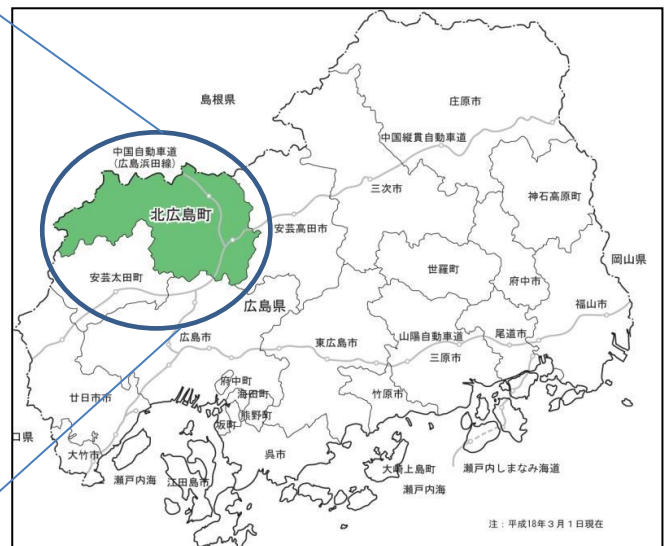 島根県
庄原市
中国縦貫自動車道
中国自動車道
(広島浜田線)
三次市
神石高原町
北広島町
安芸高田市
岡山県
世羅町
府中市
安芸太田町
広島県
福山市
広島市
東広島市
山陽自動車道
尾道市
三原市
府中町
海田町
竹原市
廿日市市
熊野町
坂町
口県
呉市
大竹市
大崎上島町
瀬戸内しまなみ海道
瀬戸内海
江田島市
瀬戸内海
注：平成18年３月１日現在